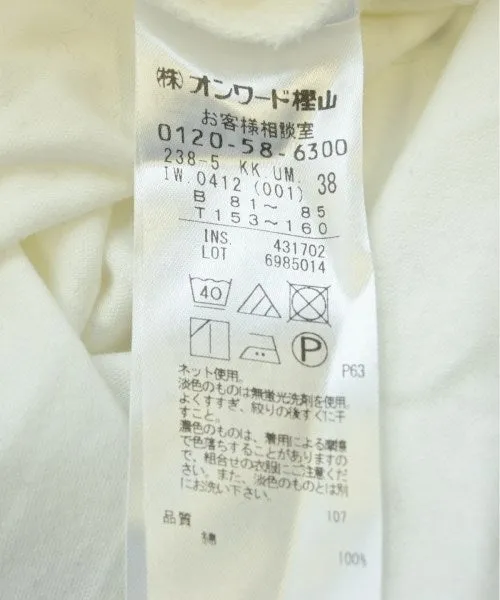 (株)オンワード樫山
お客様相談室
0120-58-6300
238-5 KK.UM. 38
IW.0412 (001)
B 81～ 85
T 153～160
INS. 431702
LOT 6985014
40
P
P63
ネット使用。
淡色のものは無蛍光洗剤を使用。
よくすすぎ、絞りの後すぐに干
すこと。
濃色のものは、着用による摩擦
で色落ちすることがありますの
で、組合せの衣服にご注意くだ
さい。また、淡色のものとは別
にお洗い下さい。
107
品質
綿 100%